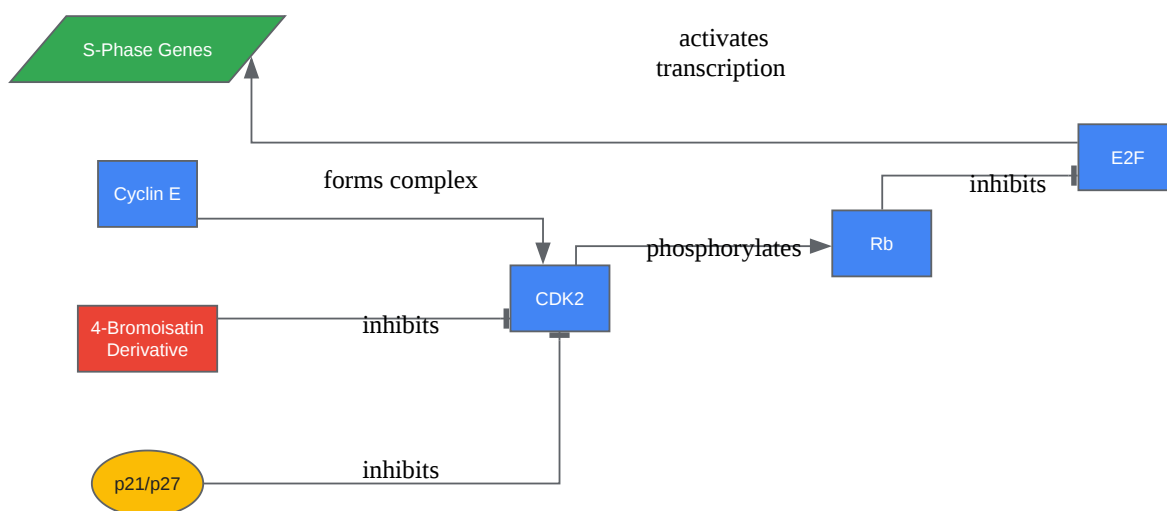 activates
transcription
S-Phase Genes
E2F
forms complex
inhibits
Cyclin E
phosphorylates
Rb
CDK2
4-Bromoisatin
Derivative
inhibits
inhibits
p21/p27